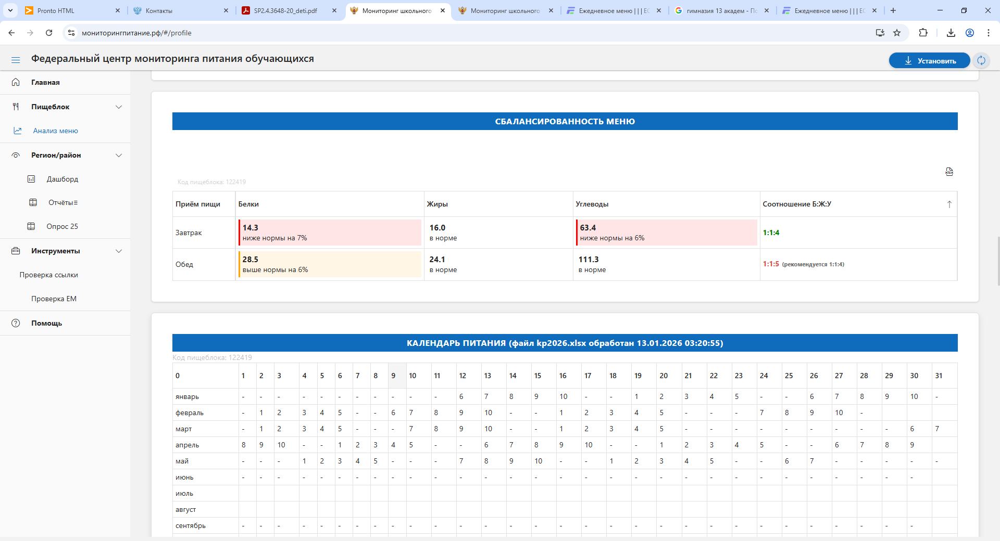 Pronto HTML
Контакты
SP2.4.3648-20_deti.pdf
Мониторинг школьного
Мониторинг школьного
Ежедневное меню | | | ЕС
гимназия 13 академ - По
Ежедневное меню | | | ЕС
мониторингпитание.рф/#/profile
Федеральный центр мониторинга питания обучающихся
Установить
Главная
Пищеблок
Анализ меню
Регион/район
Дашборд
Отчёты
Опрос 25
Инструменты
Проверка ссылки
Проверка ЕМ
Помощь
СБАЛАНСИРОВАННОСТЬ МЕНЮ
xlsx
Код пищеблока: 122419
Приём пищи Белки Жиры Углеводы Соотношение Б:Ж:У ↑
Завтрак 14.3 ниже нормы на 7% 16.0 в норме 63.4 ниже нормы на 6% 1:1:4
Обед 28.5 выше нормы на 6% 24.1 в норме 111.3 в норме 1:1:5 (рекомендуется 1:1:4)
КАЛЕНДАРЬ ПИТАНИЯ (файл kp2026.xlsx обработан 13.01.2026 03:20:55)
Код пищеблока: 122419
0 1 2 3 4 5 6 7 8 9 10 11 12 13 14 15 16 17 18 19 20 21 22 23 24 25 26 27 28 29 30 31
январь - - - - - - - - - - - 6 7 8 9 10 - - 1 2 3 4 5 - - 6 7 8 9 10 -
февраль - 1 2 3 4 5 - - 6 7 8 9 10 - - 1 2 3 4 5 - - - 7 8 9 10 -
март - 1 2 3 4 5 - - - 7 8 9 10 - - 1 2 3 4 5 - - - - - - - - - 6 7
апрель 8 9 10 - - 1 2 3 4 5 - - 6 7 8 9 10 - - 1 2 3 4 5 - - 6 7 8 9
май - - - 1 2 3 4 5 - - - 7 8 9 10 - - 1 2 3 4 5 - - 6 7 - - - - -
июнь - - - - - - - - - - - - - - - - - - - - - - - - - - - - - -
июль
август
сентябрь - - - - - - - - - - - - - - - - - - - - - - - - - - - - - -